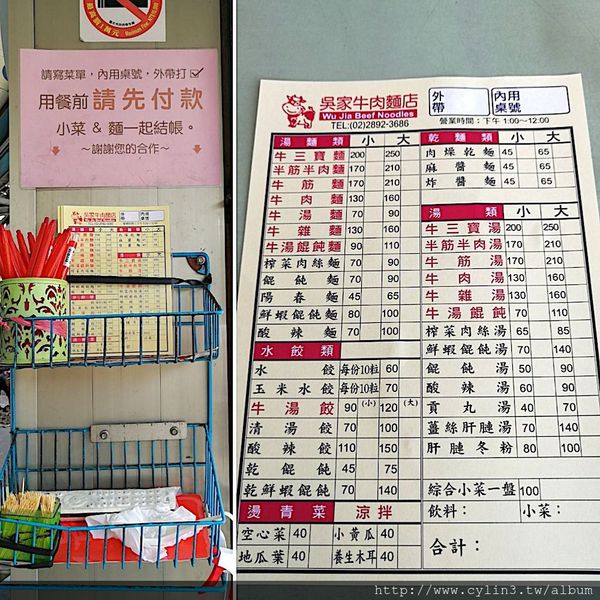 最高罰1萬元
請寫菜單，內用桌號，外帶打☑
用餐前請先付款
小菜 & 麵一起結帳。
～謝謝您的合作～
吳家牛肉麵店
Wu Jia Beef Noodles
TEL:(02)2892-3686
外帶
內用桌號
營業時間：下午1:00～12:00
湯麵類 小 大
牛三寶麵 200 250
半筋半肉麵 170 210
牛筋麵 170 210
牛肉麵 130 160
牛湯麵 70 90
牛雜麵 130 160
牛湯餛飩麵 90 110
榨菜肉絲麵 70 90
餛飩麵 70 90
陽春麵 45 65
鮮蝦餛飩麵 80 100
酸辣麵 70 100
水餃類
水餃 每份10粒 60
玉米水餃 每份10粒 70
牛湯餃 90 (小) 120 (大)
清湯餃 70 100
酸辣餃 110 150
乾餛飩 45 75
乾鮮蝦餛飩 70 140
燙青菜 涼拌
空心菜 40 小黃瓜 40
地瓜葉 40 養生木耳 40
乾麵類 小 大
肉燥乾麵 45 65
麻醬麵 45 65
炸醬麵 45 65
湯類 小 大
牛三寶湯 200 250
半筋半肉湯 170 210
牛筋湯 170 210
牛肉湯 130 160
牛雜湯 130 160
牛湯餛飩 70 110
榨菜肉絲湯 65 85
鮮蝦餛飩湯 70 140
餛飩湯 50 90
酸辣湯 60 90
貢丸湯 40 70
薑絲肝腱湯 70 140
肝腱冬粉 80 100
綜合小菜一盤 100
飲料： 小菜：
合計：
http://www.cylin3.tw/album